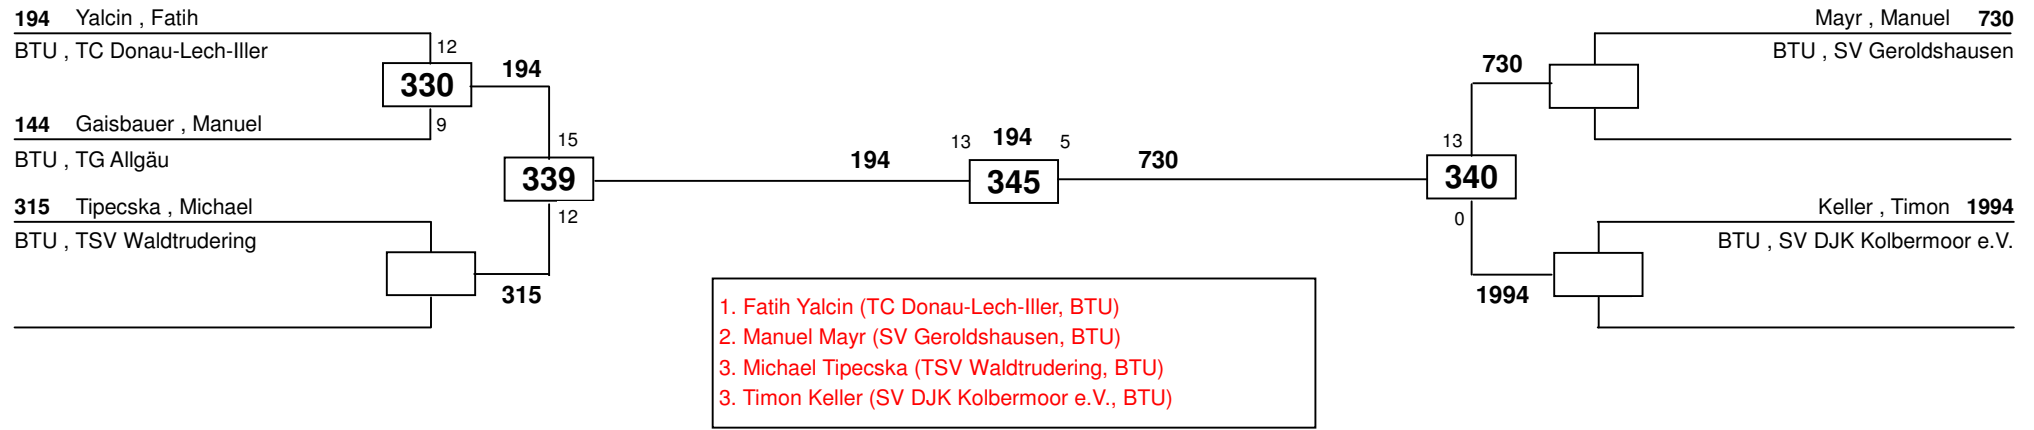 194 Yalcin , Fatih
BTU , TC Donau-Lech-Iller
12
330
194
9
144 Gaisbauer , Manuel
BTU , TG Allgäu
15
339
12
315 Tipecska , Michael
BTU , TSV Waldtrudering
315
194
13 194 5
345
730
Mayr , Manuel 730
BTU , SV Geroldshausen
730
13
340
0
Keller , Timon 1994
BTU , SV DJK Kolbermoor e.V.
1994
1. Fatih Yalcin (TC Donau-Lech-Iller, BTU)
2. Manuel Mayr (SV Geroldshausen, BTU)
3. Michael Tipecska (TSV Waldtrudering, BTU)
3. Timon Keller (SV DJK Kolbermoor e.V., BTU)